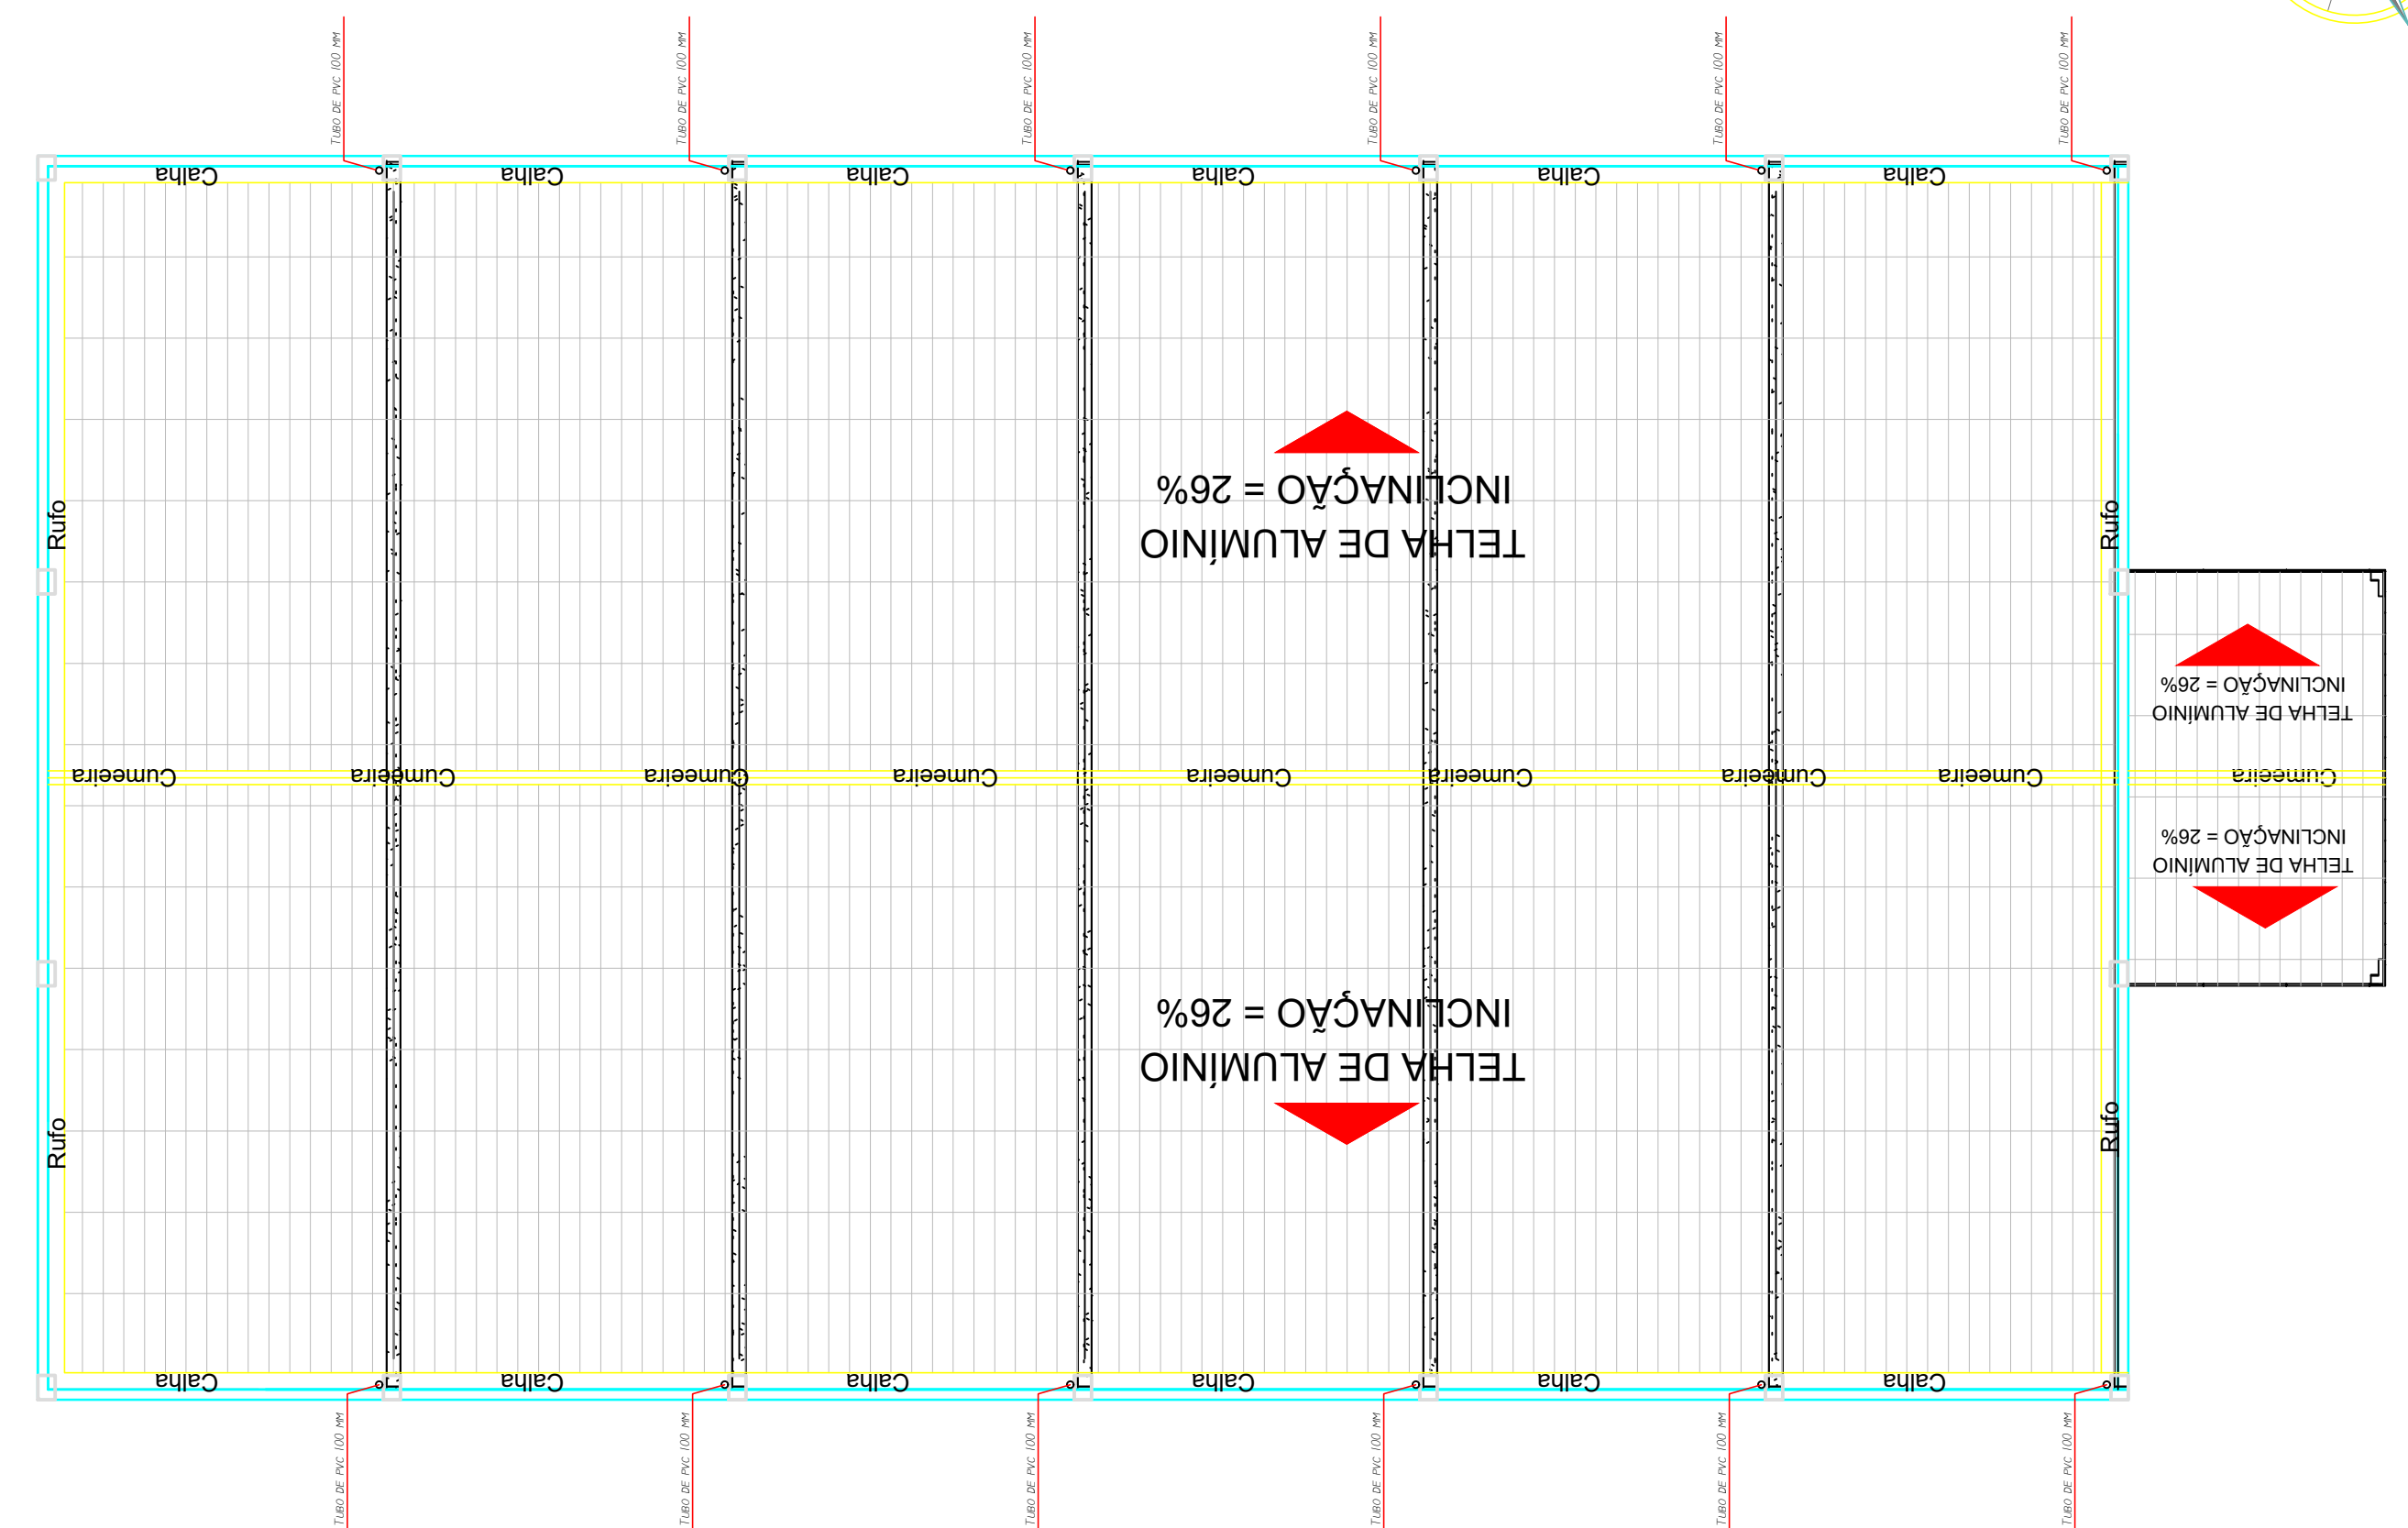 TUBO DE PVC 100 MM
TUBO DE PVC 100 MM
TUBO DE PVC 100 MM
TUBO DE PVC 100 MM
TUBO DE PVC 100 MM
TUBO DE PVC 100 MM
Calha
Calha
Calha
Calha
Calha
Calha
INCLINAÇÃO = 26%
TELHA DE ALUMÍNIO
Rufo
Rufo
INCLINAÇÃO = 26%
TELHA DE ALUMÍNIO
Cumeeira
Cumeeira
Cumeeira
Cumeeira
Cumeeira
Cumeeira
Cumeeira
Cumeeira
Cumeeira
INCLINAÇÃO = 26%
TELHA DE ALUMÍNIO
INCLINAÇÃO = 26%
TELHA DE ALUMÍNIO
Rufo
Rufo
Calha
Calha
Calha
Calha
Calha
Calha
TUBO DE PVC 100 MM
TUBO DE PVC 100 MM
TUBO DE PVC 100 MM
TUBO DE PVC 100 MM
TUBO DE PVC 100 MM
TUBO DE PVC 100 MM